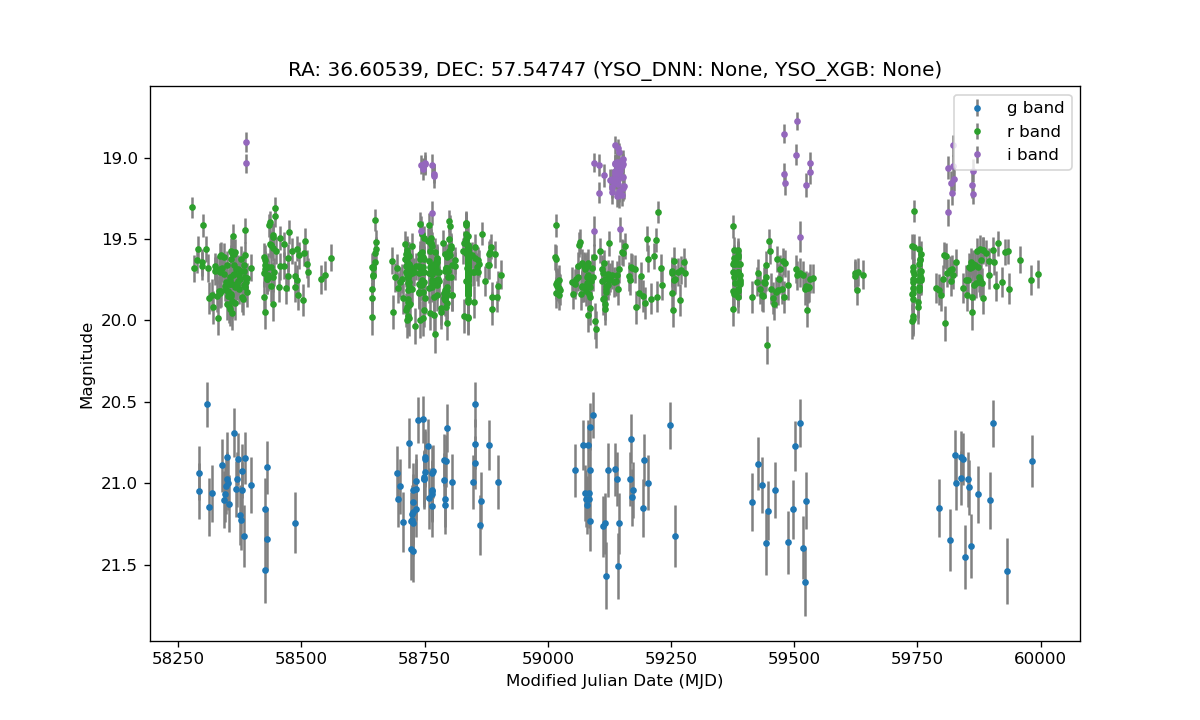 RA: 36.60539, DEC: 57.54747 (YSO_DNN: None, YSO_XGB: None)
g band
r band
i band
19.0
19.5
20.0
20.5
21.0
21.5
Magnitude
58250 58500 58750 59000 59250 59500 59750 60000
Modified Julian Date (MJD)